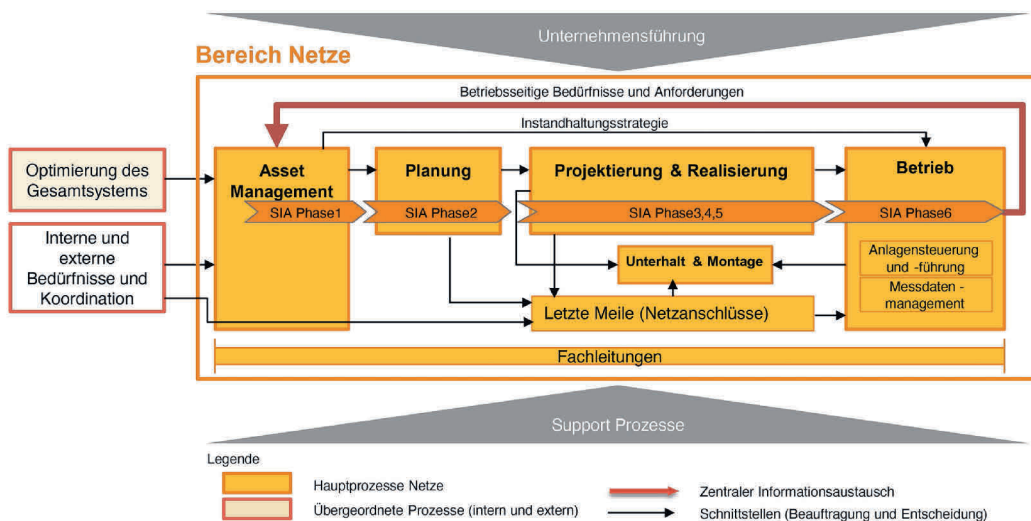 Unternehmensführung
Bereich Netze
Betriebsseitige Bedürfnisse und Anforderungen
Instandhaltungsstrategie
Optimierung des
Gesamtsystems
Interne und
externe
Bedürfnisse und
Koordination
Asset
Management
SIA Phase1
Planung
SIA Phase2
Projektierung & Realisierung
SIA Phase3,4,5
Betrieb
SIA Phase6
Unterhalt & Montage
Anlagensteuerung
und -führung
Messdaten -
management
Letzte Meile (Netzanschlüsse)
Fachleitungen
Support Prozesse
Legende
Hauptprozesse Netze
Übergeordnete Prozesse (intern und extern)
Zentraler Informationsaustausch
Schnittstellen (Beauftragung und Entscheidung)